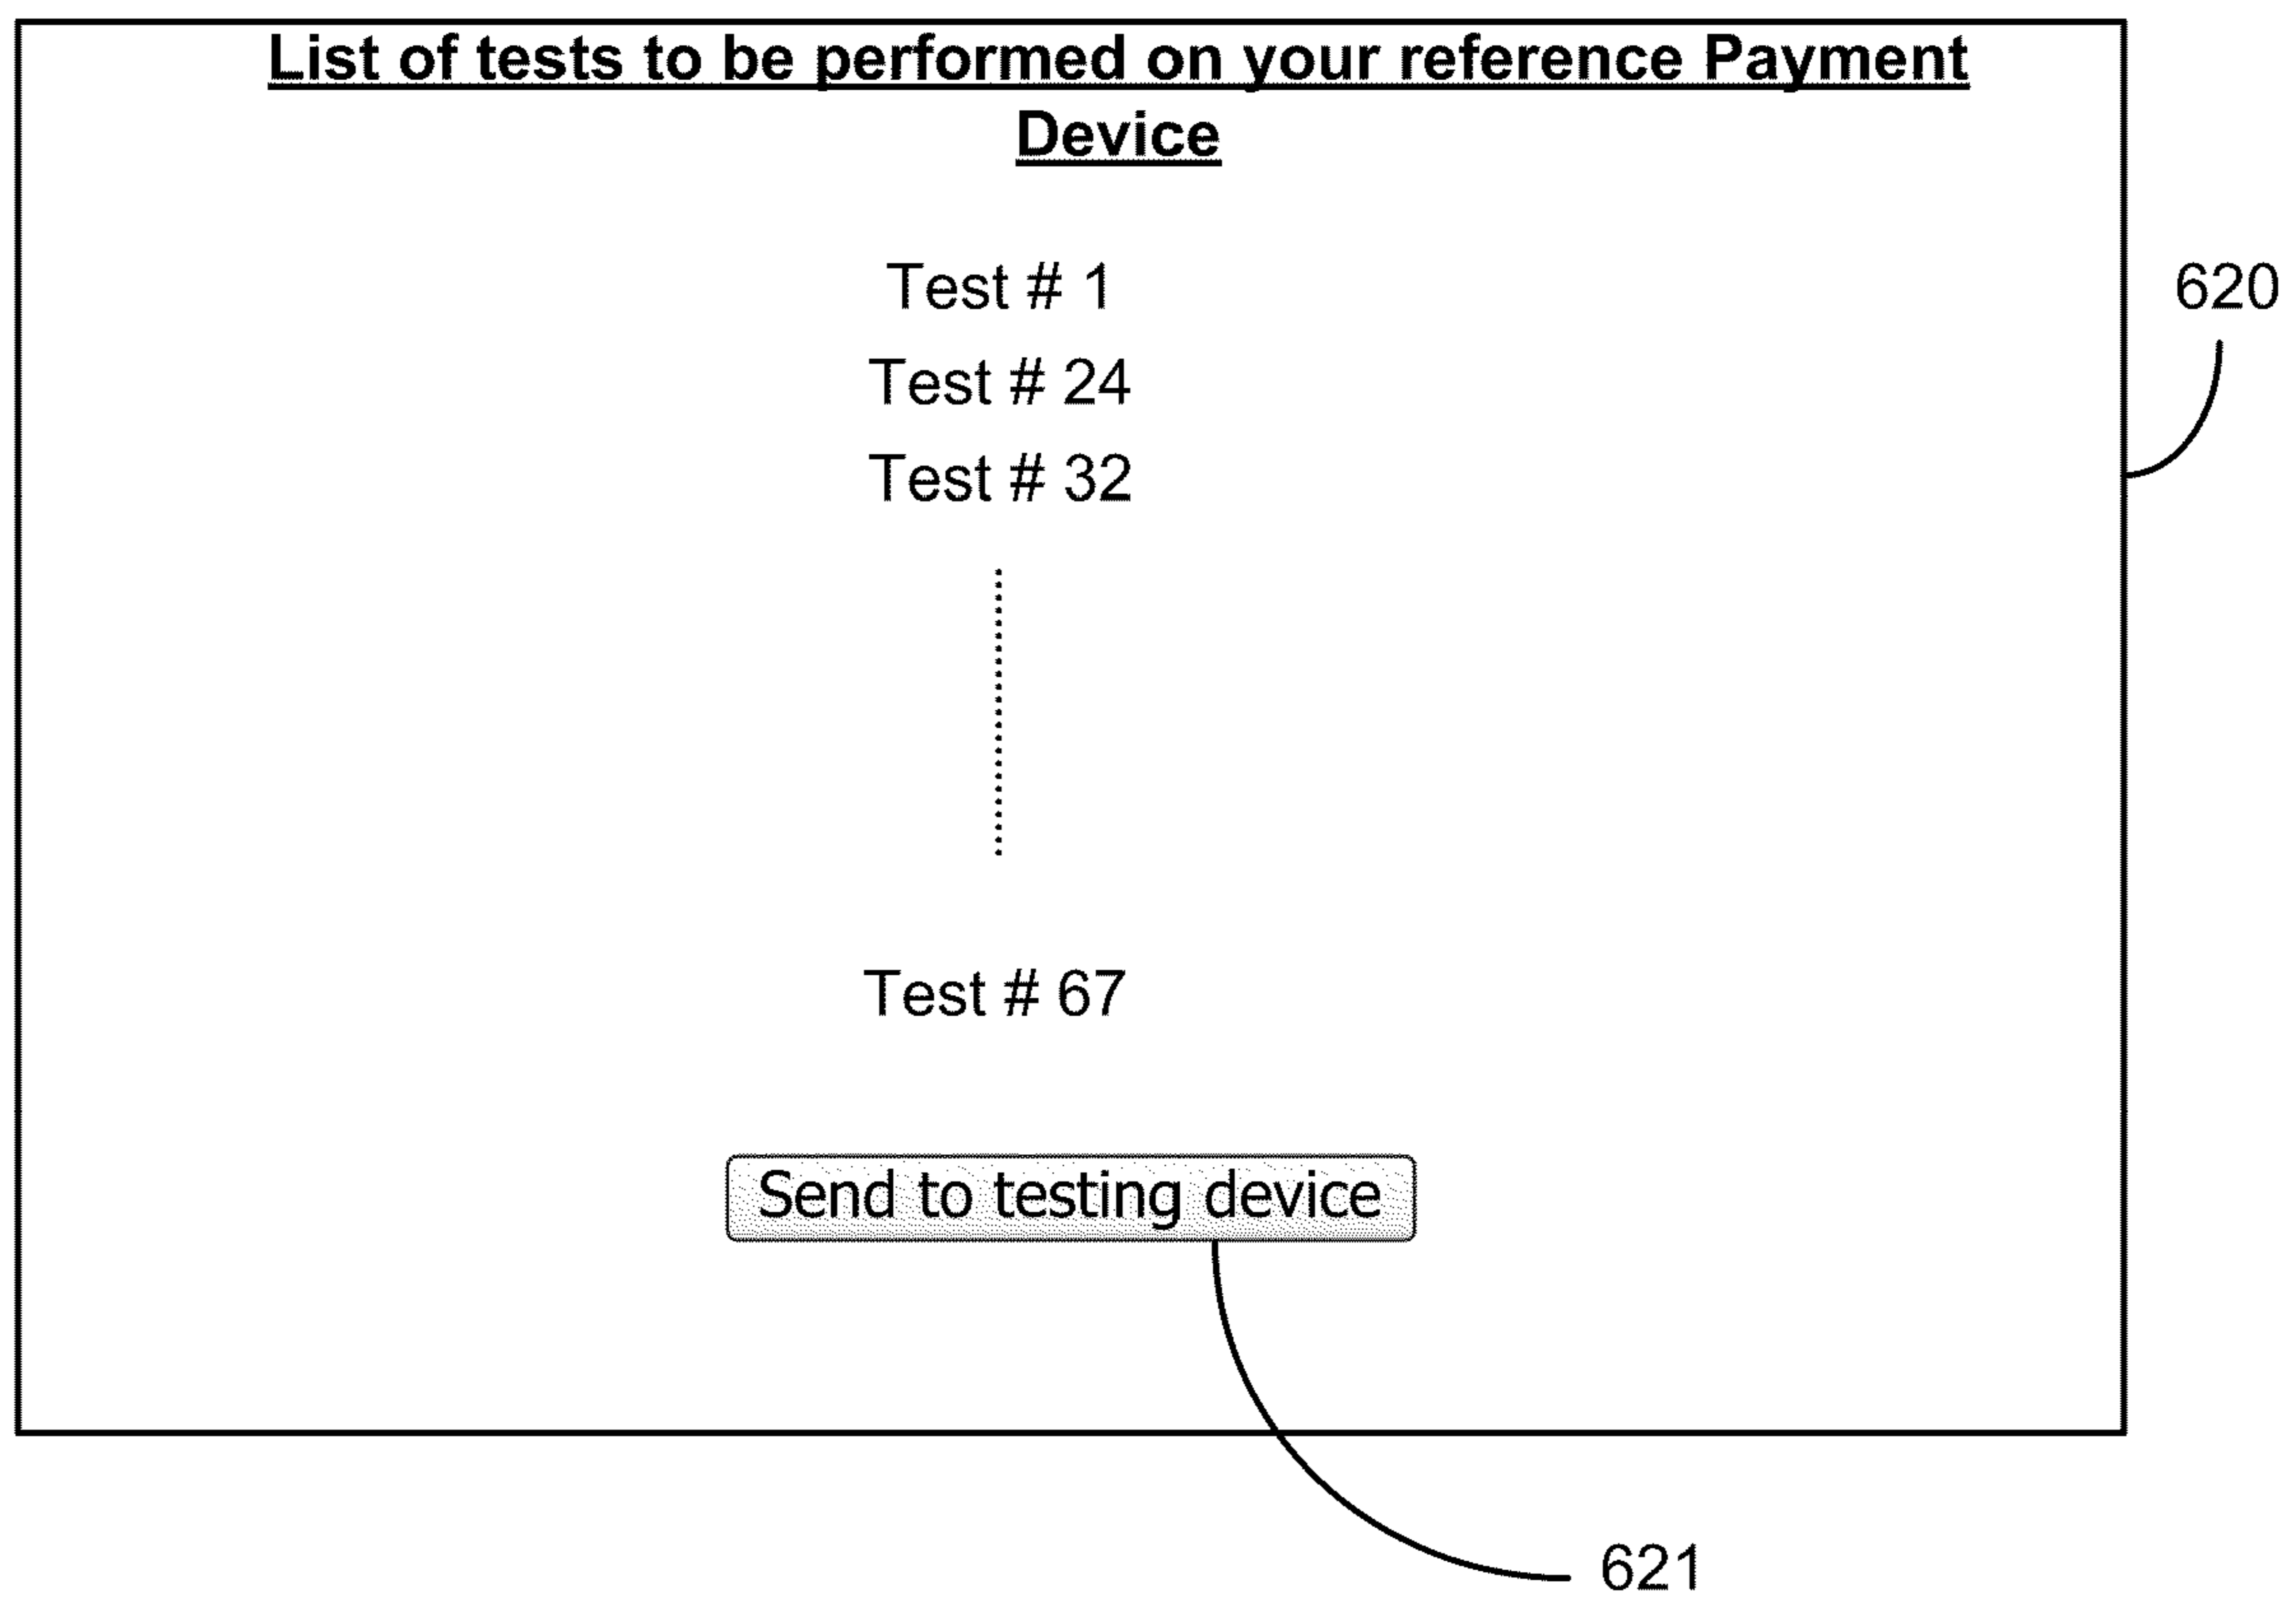 List of tests to be performed on your reference Payment
Device
Test # 1
620
Test # 24
Test # 32
Test # 67
Send to testing device
621